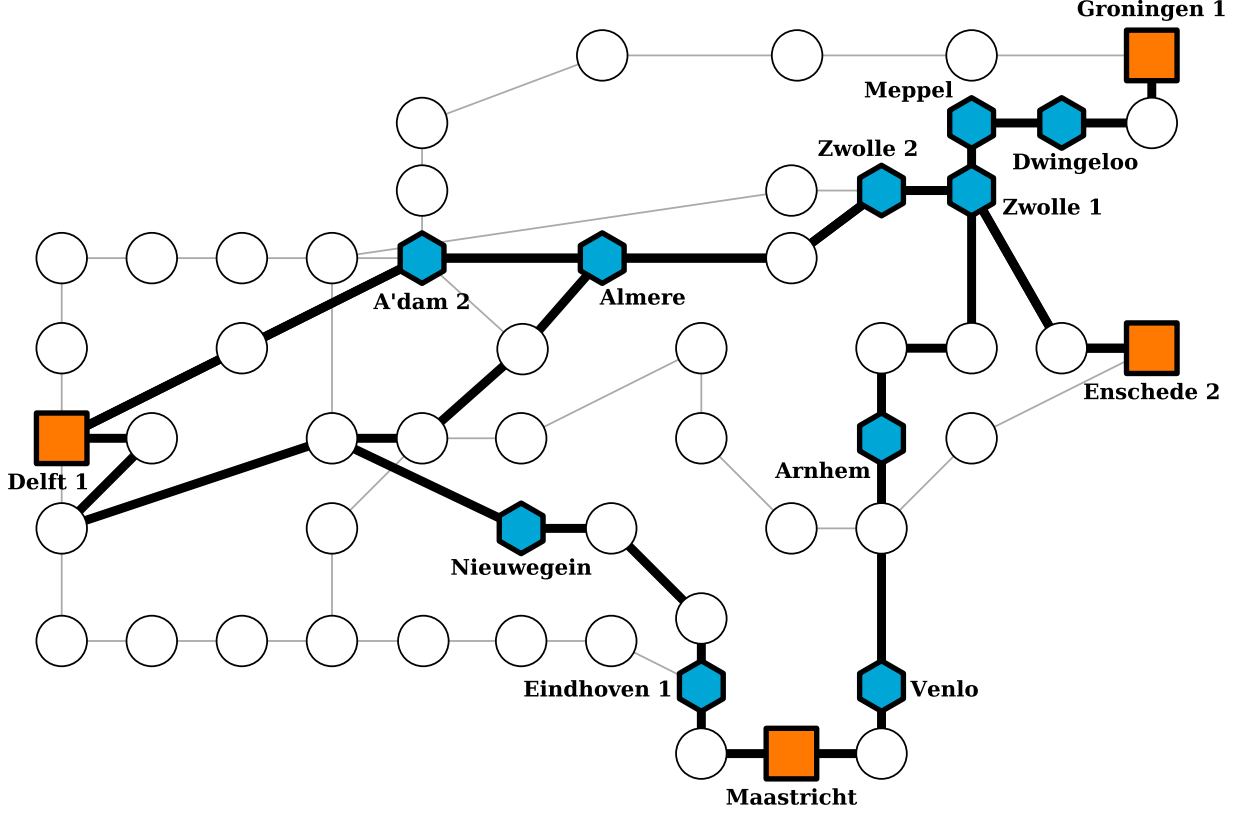 Groningen 1
Meppel
Zwolle 2
Dwingeloo
Zwolle 1
A'dam 2
Almere
Enschede 2
Delft 1
Arnhem
Nieuwegein
Eindhoven 1
Venlo
Maastricht